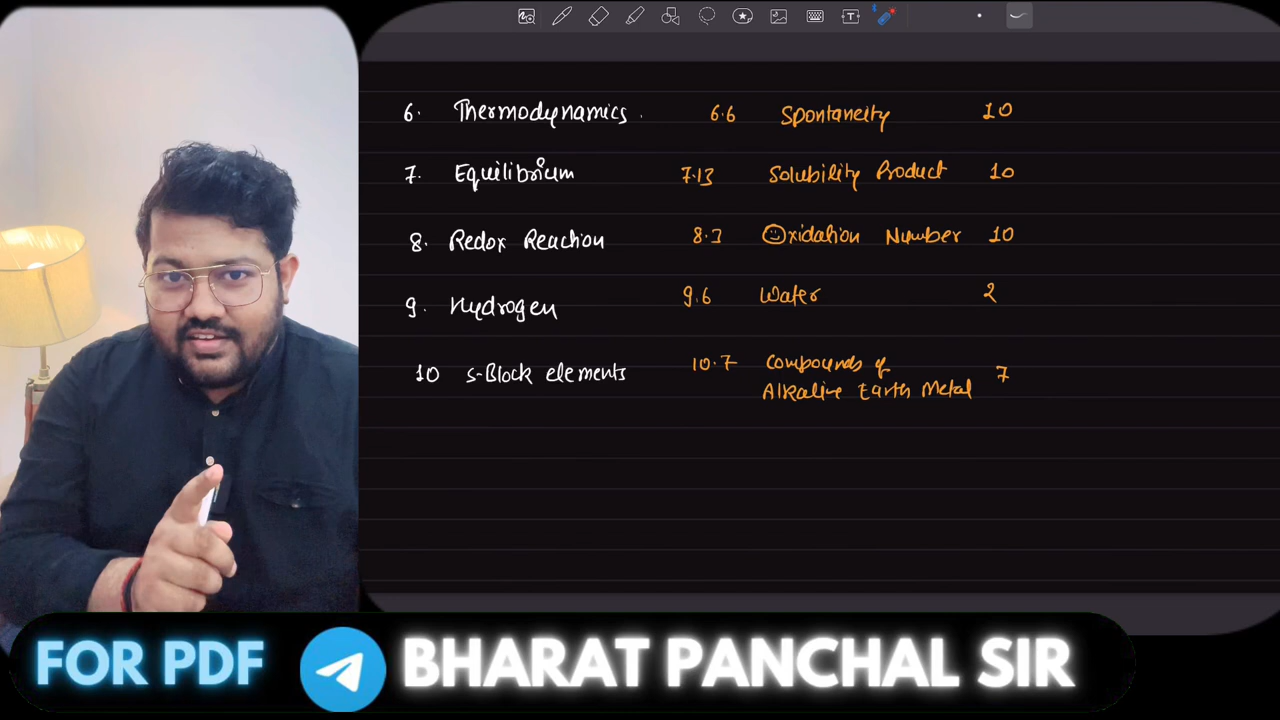 6. Thermodynamics. 6.6 Spontaneity 10
7. Equilibrium 7.13 Solubility Product 10
8. Redox Reaction 8.3 Oxidation Number 10
9. Hydrogen 9.6 Water 2
10 s-Block elements 10.7 Compounds of
Alkaline Earth Metal 7
FOR PDF BHARAT PANCHAL SIR